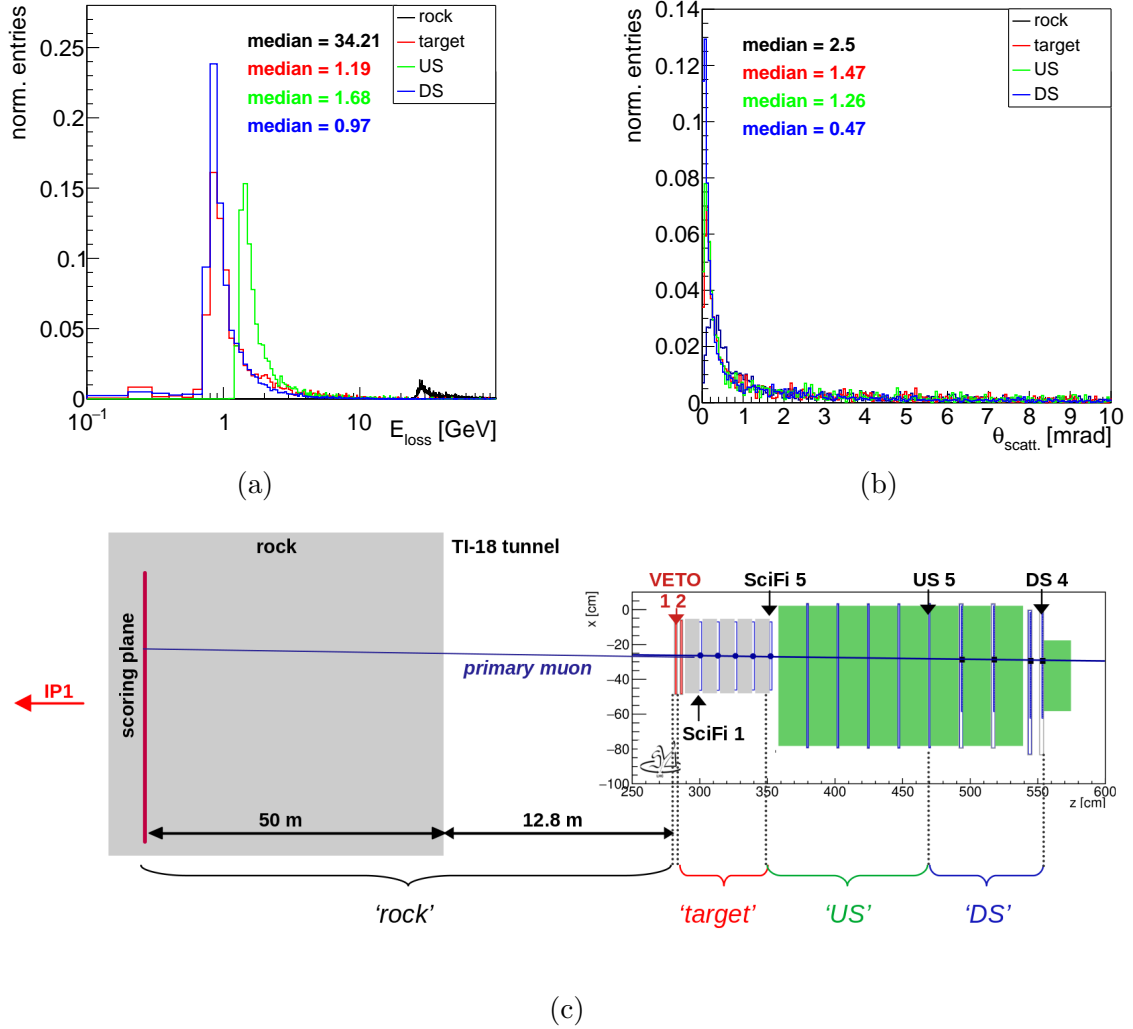 norm. entries
0.25
0.2
0.15
0.1
0.05
0
10⁻¹
1
10
E_loss [GeV]
median = 34.21
median = 1.19
median = 1.68
median = 0.97
rock
target
US
DS
(a)
norm. entries
0.14
0.12
0.1
0.08
0.06
0.04
0.02
0
0 1 2 3 4 5 6 7 8 9 10
θ_scatt. [mrad]
median = 2.5
median = 1.47
median = 1.26
median = 0.47
rock
target
US
DS
(b)
rock
TI-18 tunnel
scoring plane
IP1
primary muon
50 m
12.8 m
VETO
1 2
SciFi 5
US 5
DS 4
SciFi 1
x [cm]
0
−20
−40
−60
−80
−100
250 300 350 400 450 500 550 600
z [cm]
‘rock’
‘target’
‘US’
‘DS’
(c)